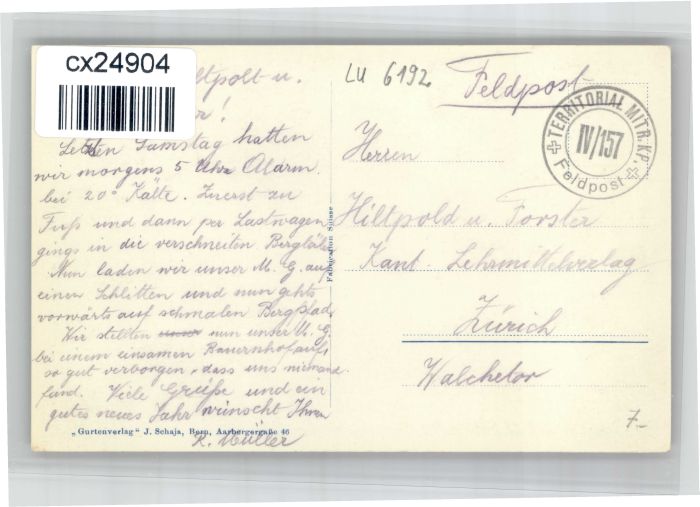 cx24904
ltpolt u.
r!
Letzten Samstag hatten
wir morgens 5 Uhr Alarm.
bei 20° Kälte. Zuerst zu
Fuss und dann per Lastwagen
gings in die verschneiten Bergtäler
Nun laden wir unser M. G. auf
einen Schlitten und nun gehts
vorwärts auf schmalen Bergpfad.
Wir stellten nun unser M. G.
bei einem einsamen Bauernhof auf,
so gut verborgen, dass uns niemand
fand. Viele Grüße und ein
gutes neues Jahr wünscht Ihnen
K. Müller
„Gurtenverlag" J. Schaja, Bern, Aarbergergaße 46
Fabrication Suisse
LU 6192
Feldpost
TERRITORIAL MITR. KP.
IV/157
Feldpost
Herren
Hiltpold u. Forster
Kant. Lehrmittelverlag
Zürich
Walchetor
7.-